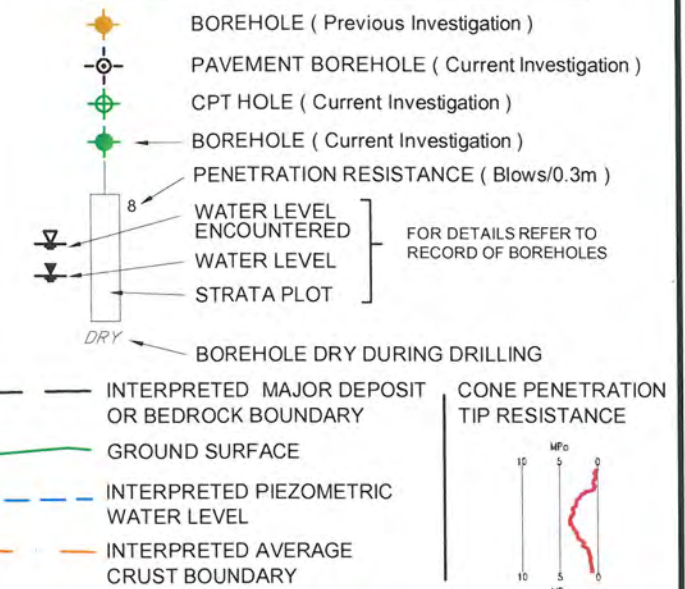 BOREHOLE ( Previous Investigation )
PAVEMENT BOREHOLE ( Current Investigation )
CPT HOLE ( Current Investigation )
BOREHOLE ( Current Investigation )
PENETRATION RESISTANCE ( Blows/0.3m )
8
WATER LEVEL
ENCOUNTERED
WATER LEVEL
STRATA PLOT
FOR DETAILS REFER TO
RECORD OF BOREHOLES
DRY
BOREHOLE DRY DURING DRILLING
INTERPRETED MAJOR DEPOSIT
OR BEDROCK BOUNDARY
GROUND SURFACE
INTERPRETED PIEZOMETRIC
WATER LEVEL
INTERPRETED AVERAGE
CRUST BOUNDARY
CONE PENETRATION
TIP RESISTANCE
MPa
10 5 0
10 5 0